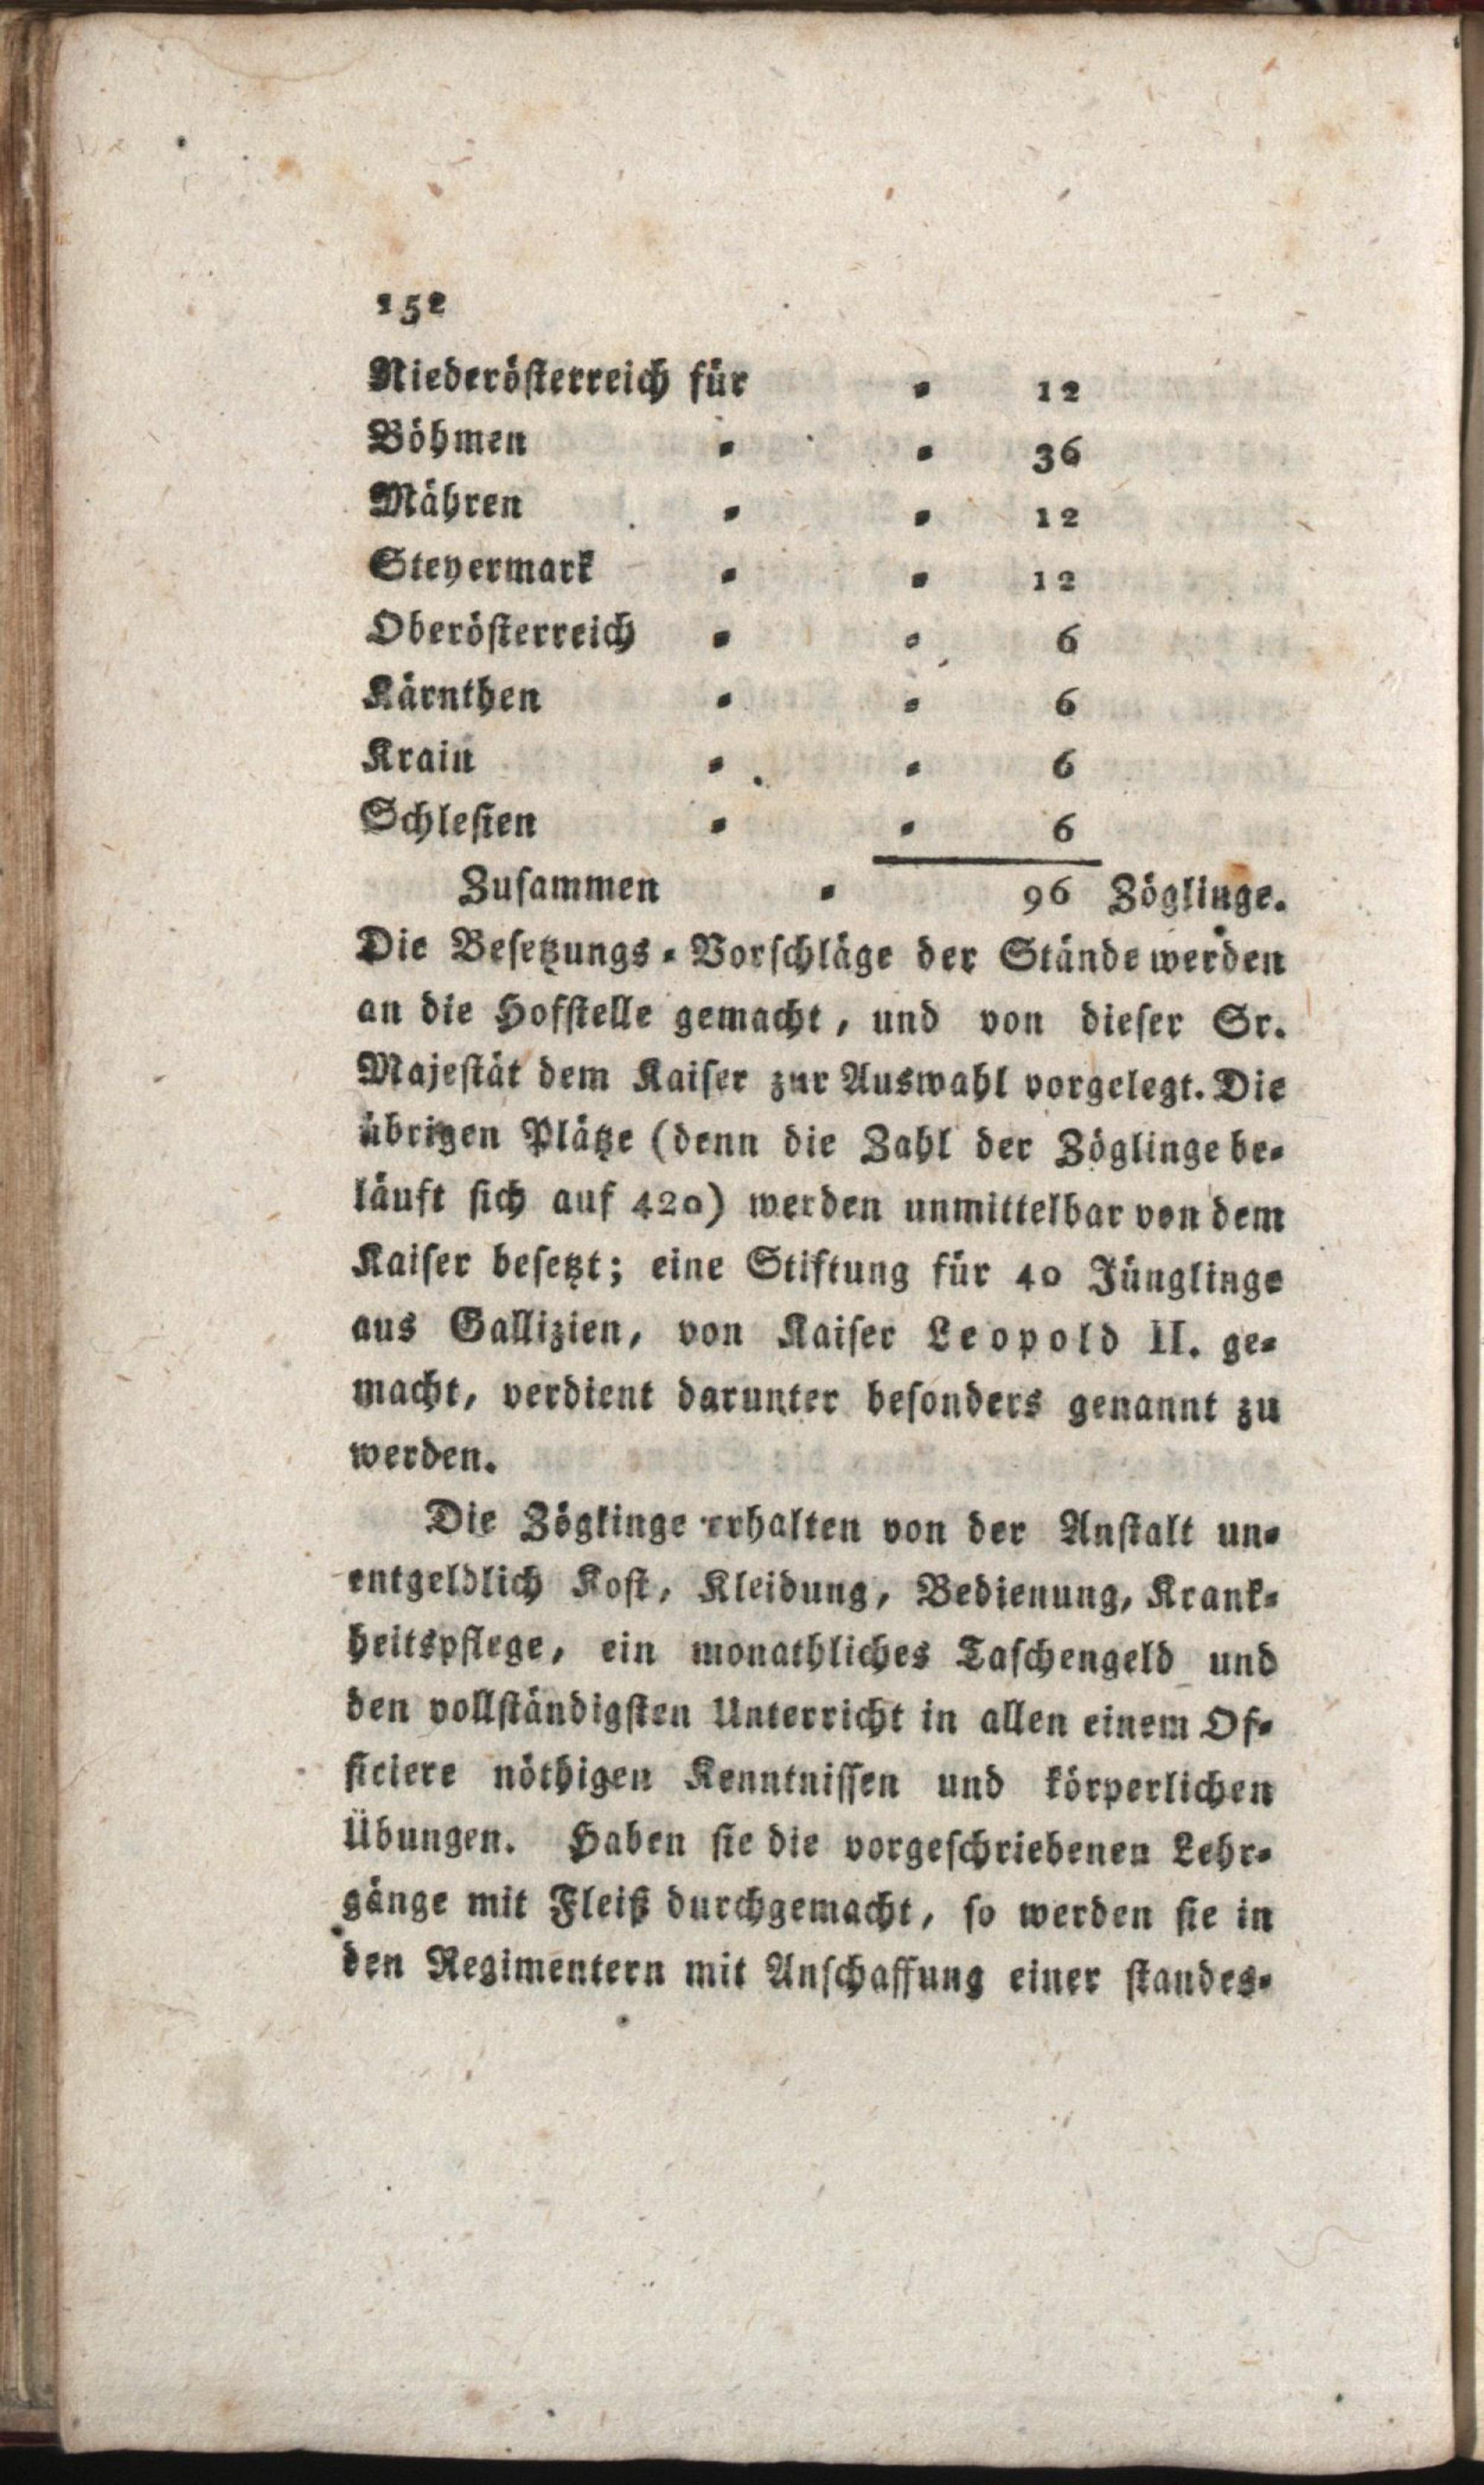 152
Niederösterreich für = 12
Böhmen = = 36
Mähren = = 12
Steyermark = = 12
Oberösterreich = = 6
Kärnthen = = 6
Krain = = 6
Schlesien = = 6
Zusammen = 96 Zöglinge.
Die Besetzungs=Vorschläge der Stände werden
an die Hofstelle gemacht, und von dieser Sr.
Majestät dem Kaiser zur Auswahl vorgelegt. Die
übrigen Plätze (denn die Zahl der Zöglinge be=
läuft sich auf 420) werden unmittelbar von dem
Kaiser besetzt; eine Stiftung für 40 Jünglinge
aus Gallizien, von Kaiser Leopold II. ge=
macht, verdient darunter besonders genannt zu
werden.
Die Zöglinge erhalten von der Anstalt un=
entgeldlich Kost, Kleidung, Bedienung, Krank=
heitspflege, ein monathliches Taschengeld und
den vollständigsten Unterricht in allen einem Of=
ficiere nöthigen Kenntnissen und körperlichen
Übungen. Haben sie die vorgeschriebenen Lehr=
gänge mit Fleiß durchgemacht, so werden sie in
den Regimentern mit Anschaffung einer standes=